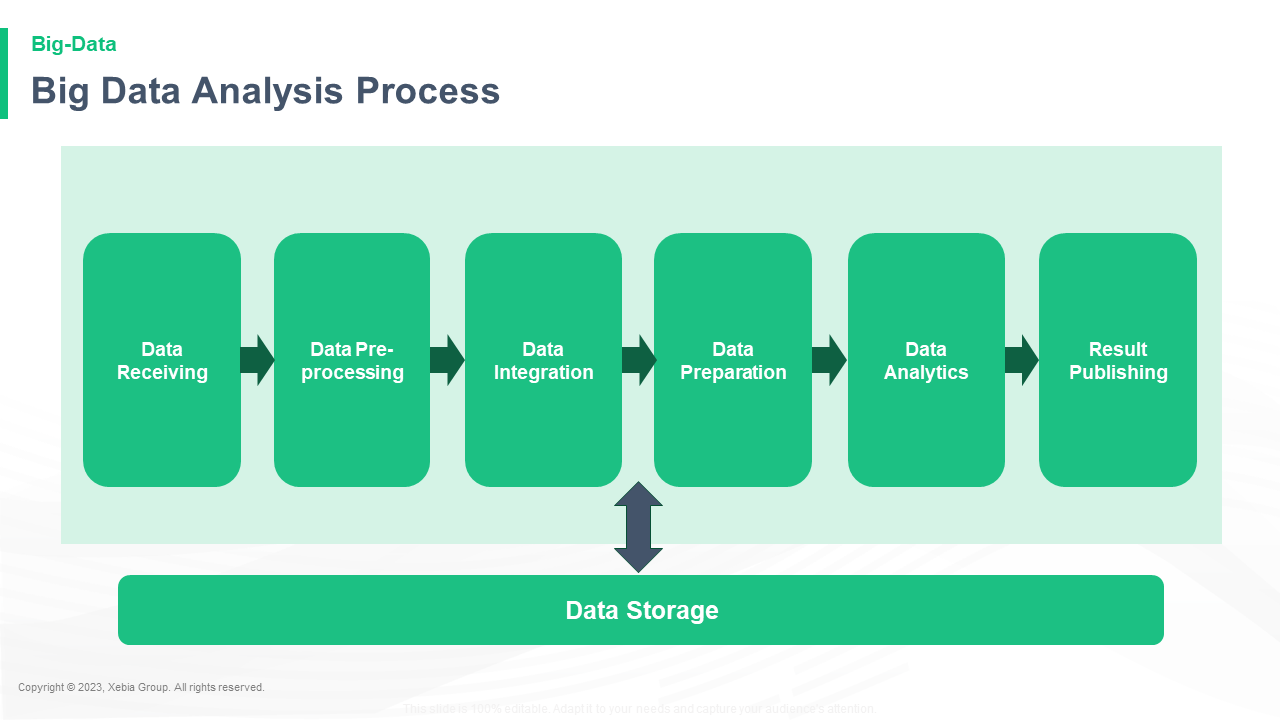 Big-Data
Big Data Analysis Process
Data
Receiving
Data Pre-
processing
Data
Integration
Data
Preparation
Data
Analytics
Result
Publishing
Data Storage
Copyright © 2023, Xebia Group. All rights reserved.
This slide is 100% editable. Adapt it to your needs and capture your audience's attention.